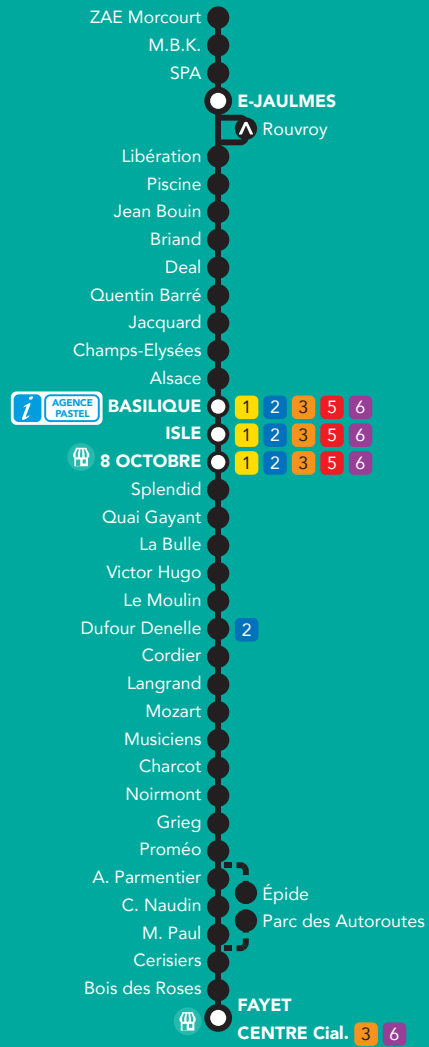 ZAE Morcourt
M.B.K.
SPA
E-JAULMES
Rouvroy
Libération
Piscine
Jean Bouin
Briand
Deal
Quentin Barré
Jacquard
Champs-Elysées
Alsace
i AGENCE
PASTEL
BASILIQUE 1 2 3 5 6
ISLE 1 2 3 5 6
8 OCTOBRE 1 2 3 5 6
Splendid
Quai Gayant
La Bulle
Victor Hugo
Le Moulin
Dufour Denelle 2
Cordier
Langrand
Mozart
Musiciens
Charcot
Noirmont
Grieg
Proméo
A. Parmentier
Épide
C. Naudin
Parc des Autoroutes
M. Paul
Cerisiers
Bois des Roses
FAYET
CENTRE Cial. 3 6